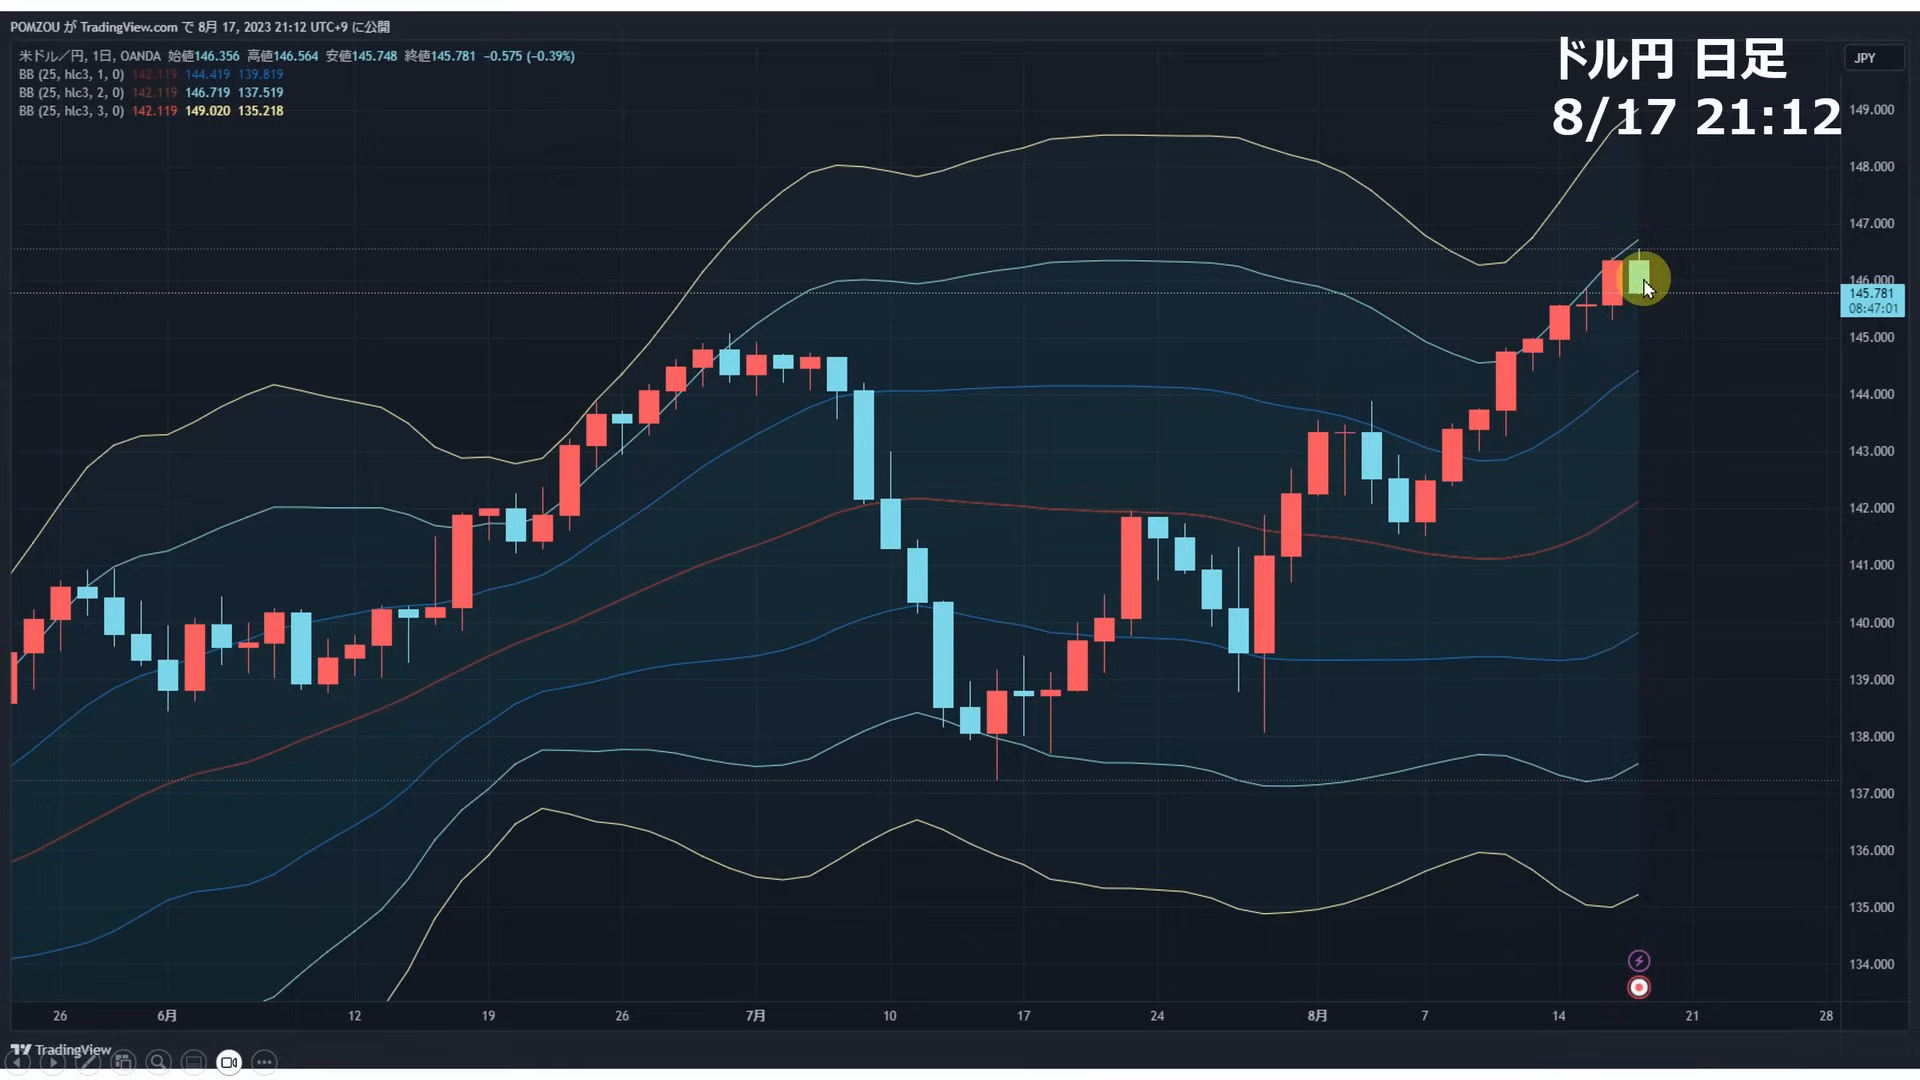 POMZOU が TradingView.com で 8月 17, 2023 21:12 UTC+9 に公開
米ドル／円, 1日, OANDA 始値146.356 高値146.564 安値145.748 終値145.781 −0.575 (−0.39%)
BB (25, hlc3, 1, 0) 142.119 144.419 139.819
BB (25, hlc3, 2, 0) 142.119 146.719 137.519
BB (25, hlc3, 3, 0) 142.119 149.020 135.218
ドル円 日足
8/17 21:12
JPY
149.000
148.000
147.000
146.000
145.781
08:47:01
145.000
144.000
143.000
142.000
141.000
140.000
139.000
138.000
137.000
136.000
135.000
134.000
26 6月 12 19 26 7月 10 17 24 8月 7 14 21 28
TradingView